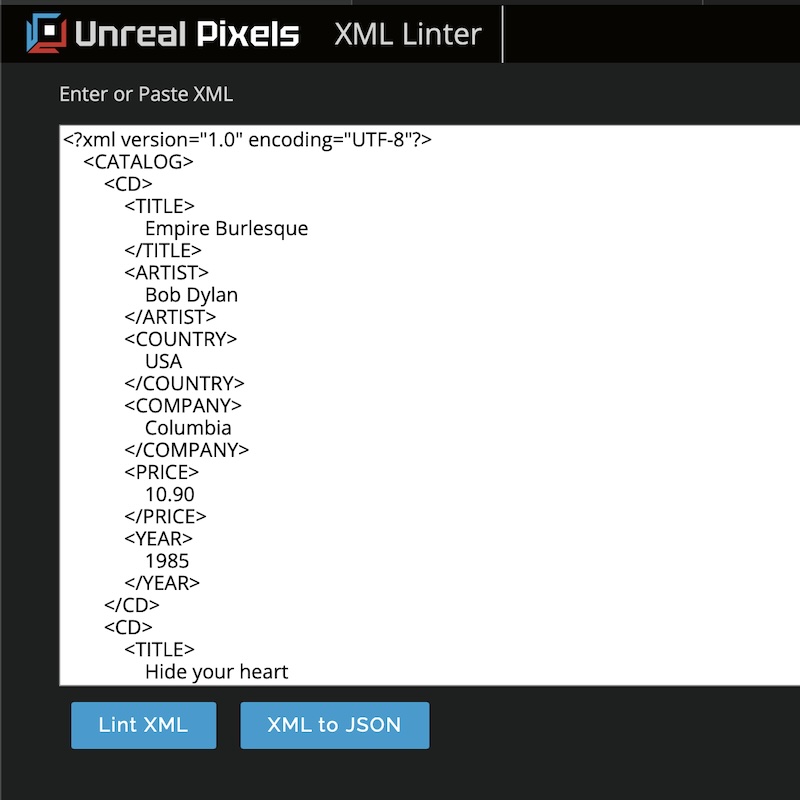 Unreal Pixels XML Linter
Enter or Paste XML
<?xml version="1.0" encoding="UTF-8"?>
<CATALOG>
<CD>
<TITLE>
Empire Burlesque
</TITLE>
<ARTIST>
Bob Dylan
</ARTIST>
<COUNTRY>
USA
</COUNTRY>
<COMPANY>
Columbia
</COMPANY>
<PRICE>
10.90
</PRICE>
<YEAR>
1985
</YEAR>
</CD>
<CD>
<TITLE>
Hide your heart
Lint XML XML to JSON